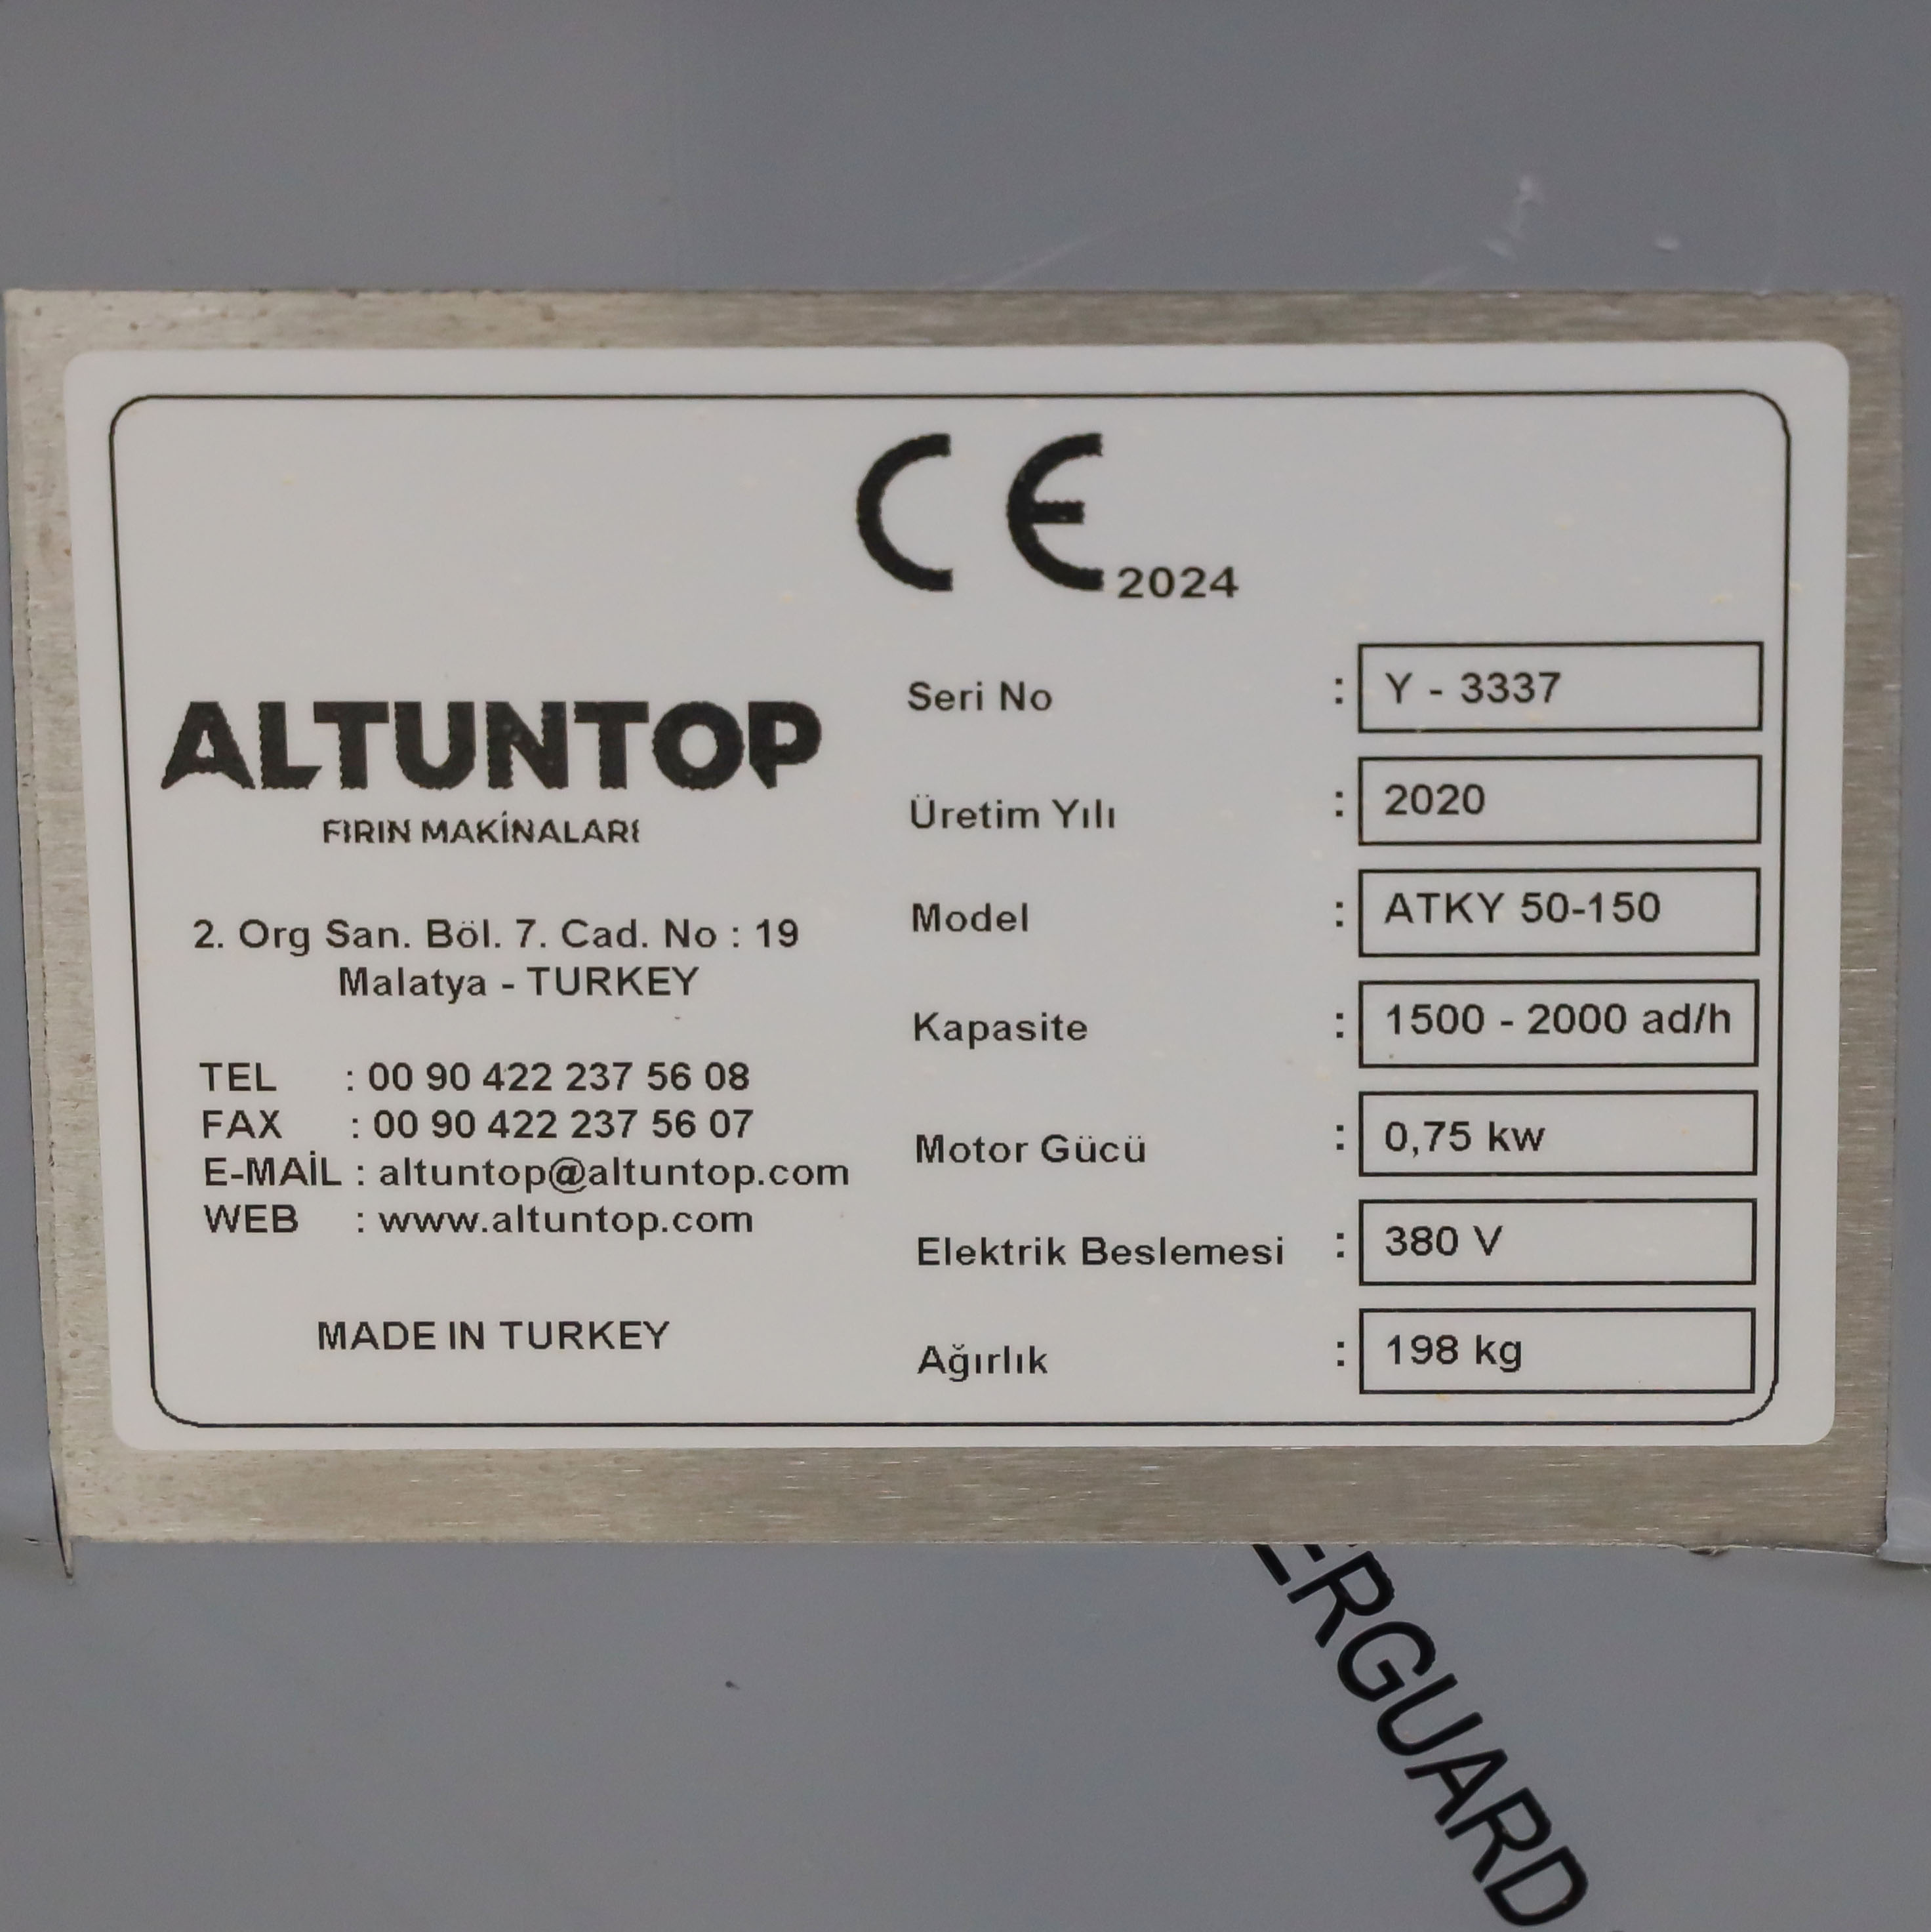 CE 2024
ALTUNTOP
FIRIN MAKİNALARI
2. Org San. Böl. 7. Cad. No : 19
Malatya - TURKEY
TEL : 00 90 422 237 56 08
FAX : 00 90 422 237 56 07
E-MAİL : altuntop@altuntop.com
WEB : www.altuntop.com
MADE IN TURKEY
Seri No : Y - 3337
Üretim Yılı : 2020
Model : ATKY 50-150
Kapasite : 1500 - 2000 ad/h
Motor Gücü : 0,75 kw
Elektrik Beslemesi : 380 V
Ağırlık : 198 kg
ERGUARD